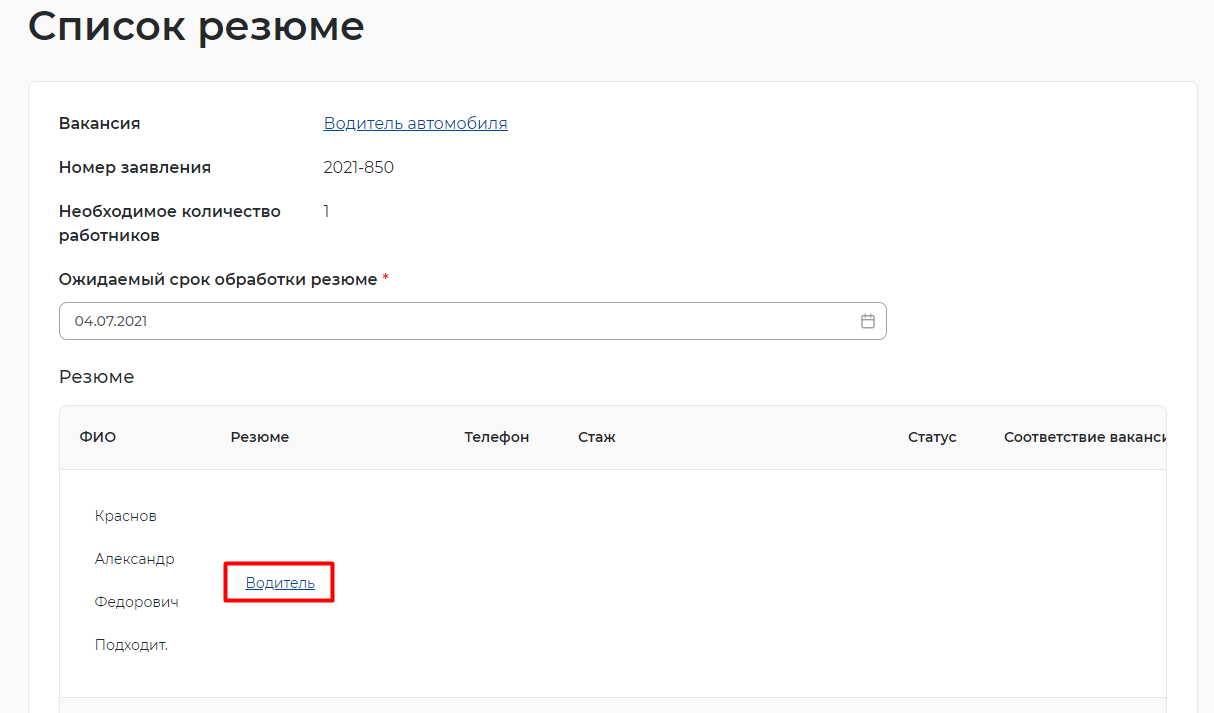 Список резюме
Вакансия Водитель автомобиля
Номер заявления 2021-850
Необходимое количество 1
работников
Ожидаемый срок обработки резюме *
04.07.2021
Резюме
ФИО Резюме Телефон Стаж Статус Соответствие ваканси
Краснов
Александр
Водитель
Федорович
Подходит.